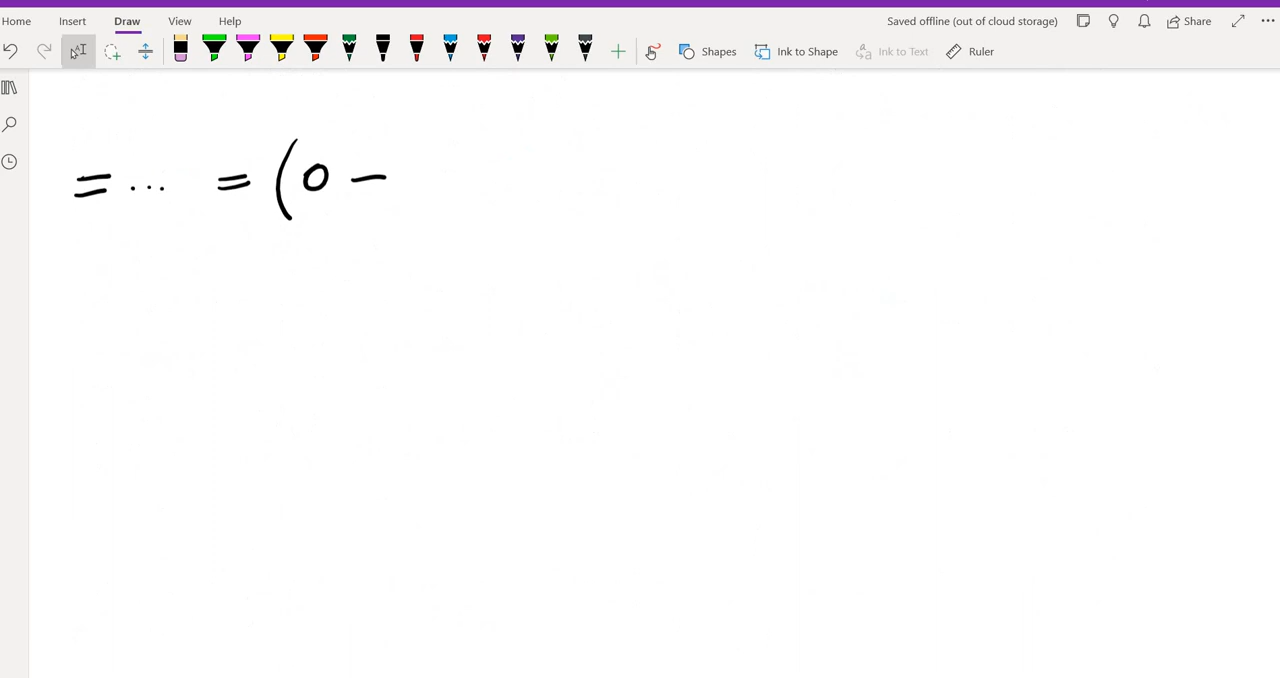 Home Insert Draw View Help Saved offline (out of cloud storage) Share
Shapes Ink to Shape Ink to Text Ruler
= ... = (0 −